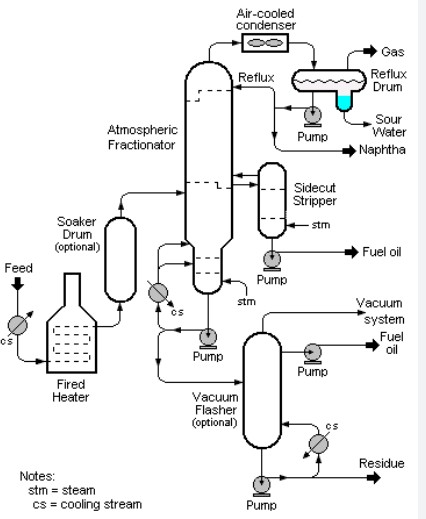 Air-cooled
condenser
Gas
Reflux
Reflux
Drum
Atmospheric
Fractionator
Pump
Sour
Water
Naphtha
Sidecut
Stripper
Soaker
Drum
(optional)
stm
Fuel oil
Feed
cs
stm
Pump
cs
Vacuum
system
Fuel
oil
Pump
Pump
Fired
Heater
Vacuum
Flasher
(optional)
cs
Residue
Notes:
stm = steam
cs = cooling stream
Pump